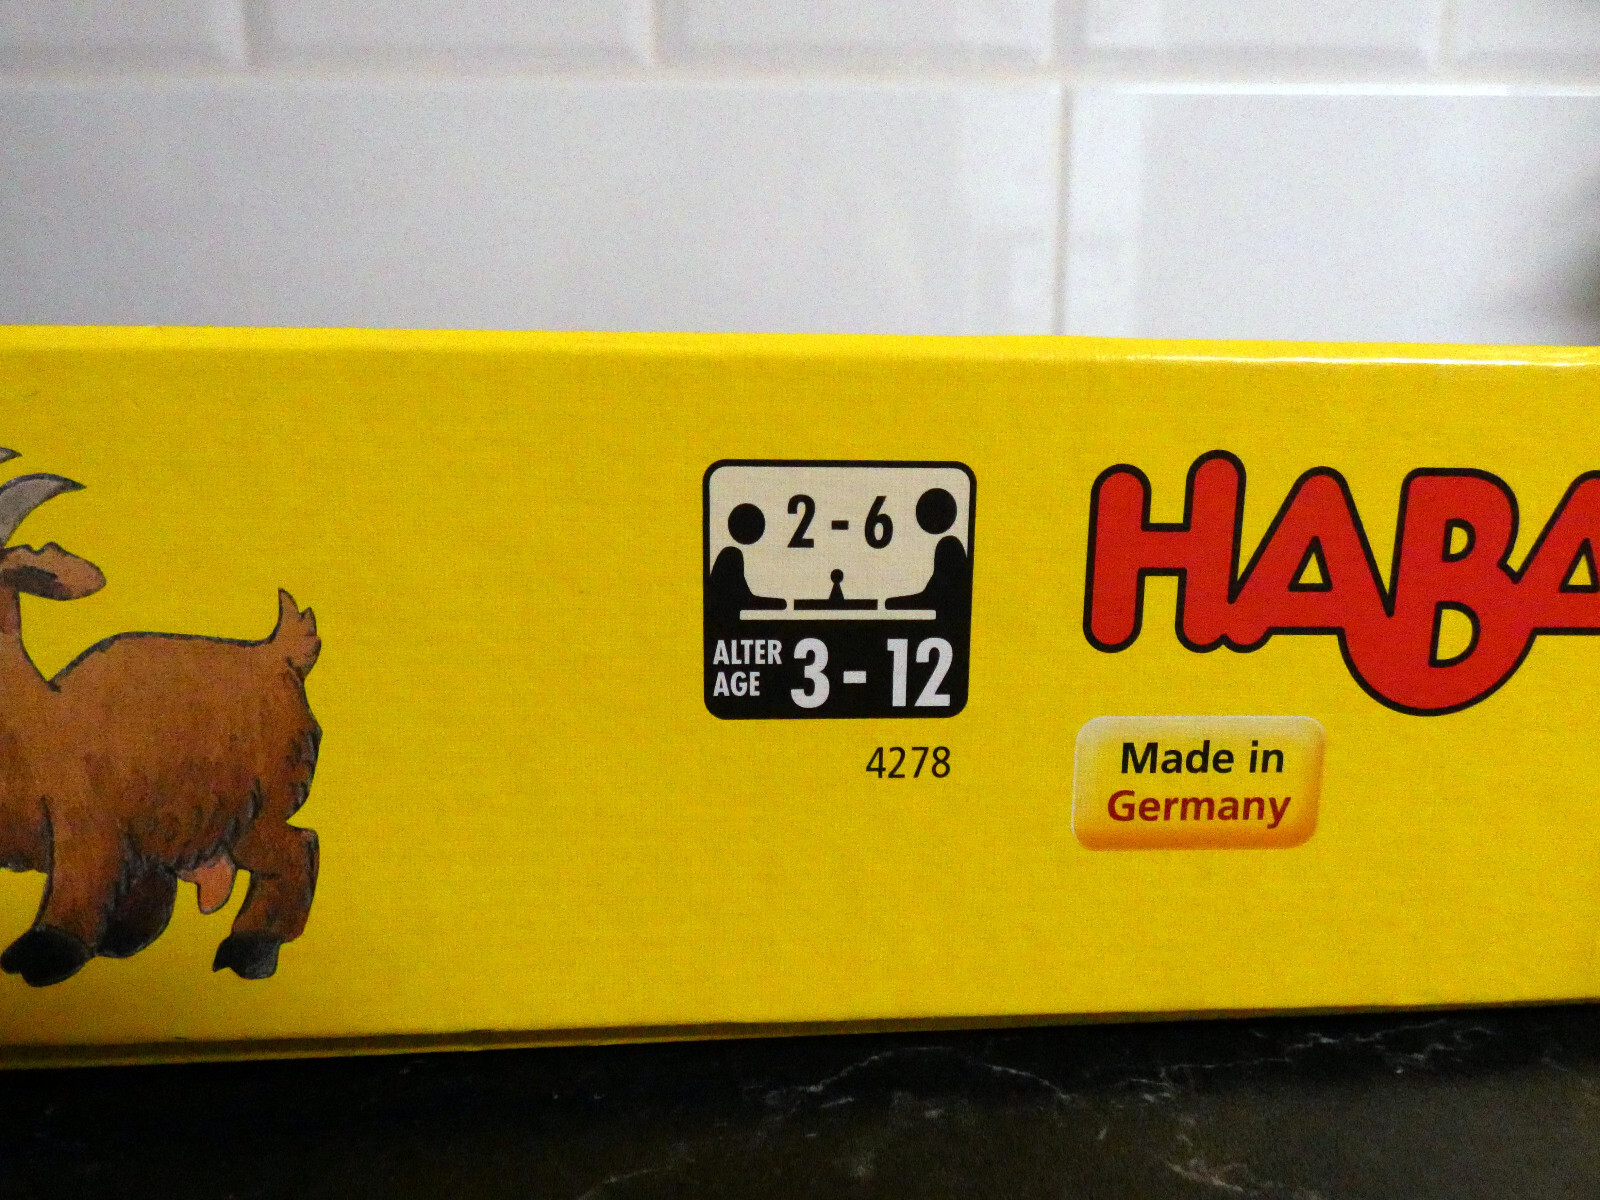 2 - 6
ALTER
AGE
3 - 12
4278
HABA
Made in
Germany